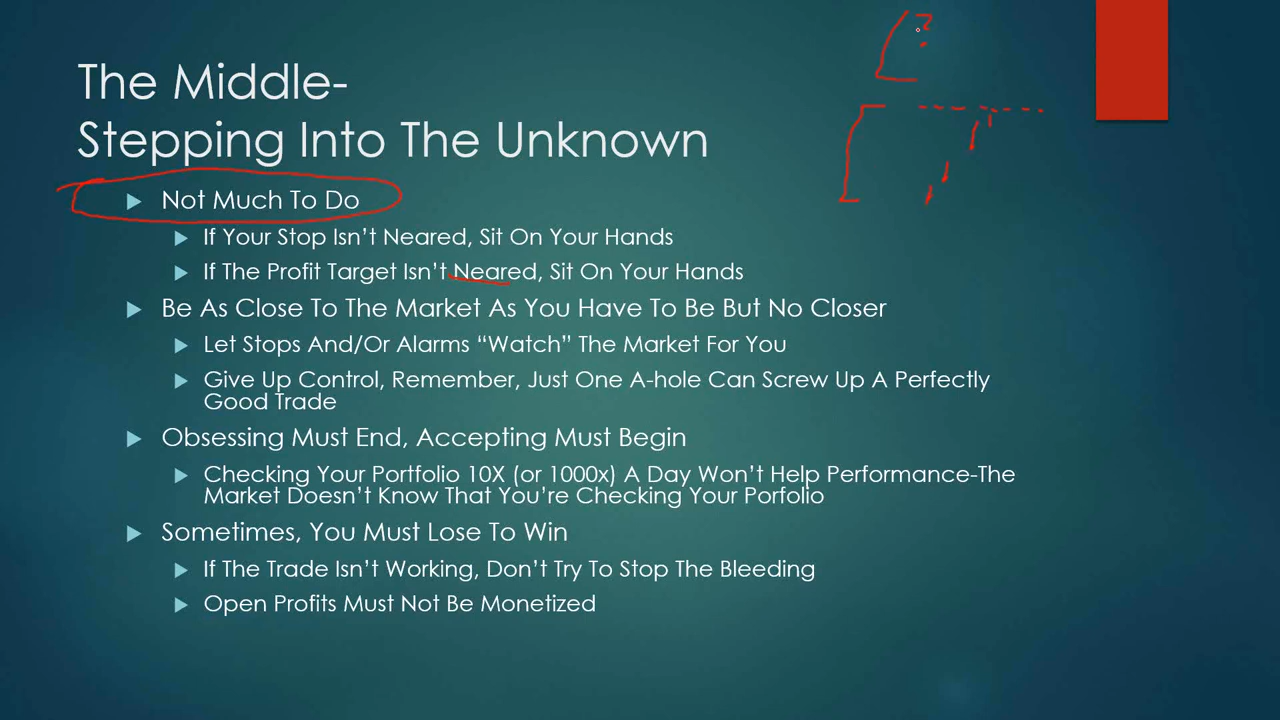 ?
The Middle-
Stepping Into The Unknown
Not Much To Do
If Your Stop Isn't Neared, Sit On Your Hands
If The Profit Target Isn't Neared, Sit On Your Hands
Be As Close To The Market As You Have To Be But No Closer
Let Stops And/Or Alarms “Watch” The Market For You
Give Up Control, Remember, Just One A-hole Can Screw Up A Perfectly
Good Trade
Obsessing Must End, Accepting Must Begin
Checking Your Portfolio 10X (or 1000x) A Day Won't Help Performance-The
Market Doesn't Know That You're Checking Your Porfolio
Sometimes, You Must Lose To Win
If The Trade Isn't Working, Don't Try To Stop The Bleeding
Open Profits Must Not Be Monetized